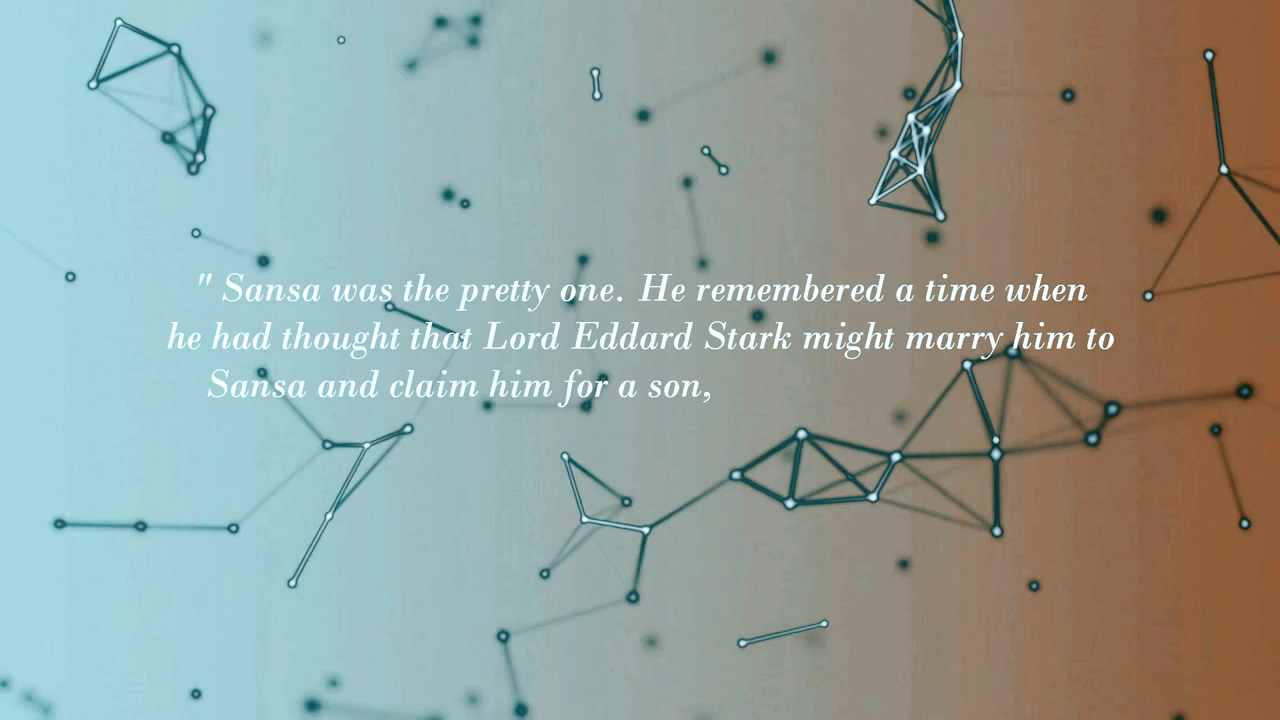 " Sansa was the pretty one. He remembered a time when
he had thought that Lord Eddard Stark might marry him to
Sansa and claim him for a son,